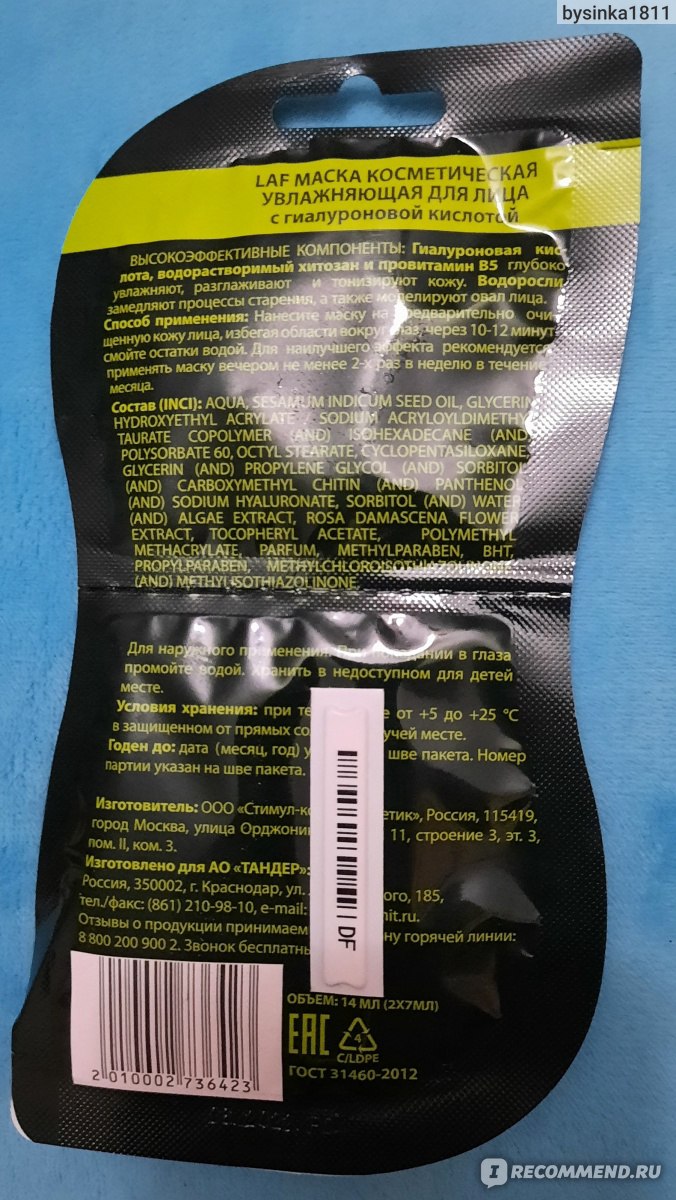 bysinka1811
LAF МАСКА КОСМЕТИЧЕСКАЯ
УВЛАЖНЯЮЩАЯ ДЛЯ ЛИЦА
с гиалуроновой кислотой
ВЫСОКОЭФФЕКТИВНЫЕ КОМПОНЕНТЫ: Гиалуроновая кис-
лота, водорастворимый хитозан и провитамин В5 глубоко
увлажняют, разглаживают и тонизируют кожу. Водоросли
замедляют процессы старения, а также моделируют овал лица.
Способ применения: Нанесите маску на предварительно очи
щенную кожу лица, избегая области вокруг глаз, через 10-12 минут
смойте остатки водой. Для наилучшего эффекта рекомендуется
применять маску вечером не менее 2-х раз в неделю в течение
месяца.
Состав (INCI): AQUA, SESAMUM INDICUM SEED OIL, GLYCERIN
HYDROXYETHYL ACRYLATE SODIUM ACRYLOYLDIMETHY
TAURATE COPOLYMER (AND) ISOHEXADECANE (AND)
POLYSORBATE 60, OCTYL STEARATE, CYCLOPENTASILOXANE,
GLYCERIN (AND) PROPYLENE GLYCOL (AND) SORBITOL
(AND) CARBOXYMETHYL CHITIN (AND) PANTHENOL
(AND) SODIUM HYALURONATE, SORBITOL (AND) WATER
(AND) ALGAE EXTRACT, ROSA DAMASCENA FLOWER
EXTRACT, TOCOPHERYL ACETATE, POLYMETHYL
METHACRYLATE, PARFUM, METHYLPARABEN, BHT,
PROPYLPARABEN, METHYLCHLOROISOTHIAZOLINONE
(AND) METHYLISOTHIAZOLINONE
Для наружного применения. При попадании в глаза
промойте водой. Хранить в недоступном для детей
месте.
Условия хранения: при те е от +5 до +25 °C
в защищенном от прямых со учей месте.
Годен до: дата (месяц, год) у шве пакета. Номер
партии указан на шве пакета.
Изготовитель: ООО «Стимул-ко етик», Россия, 115419,
город Москва, улица Орджони 11, строение 3, эт. 3,
пом. II, ком. 3.
Изготовлено для АО «ТАНДЕР»:
Россия, 350002, г. Краснодар, ул. ого, 185,
тел./факс: (861) 210-98-10, e-mail: nit.ru.
Отзывы о продукции принимаем ну горячей линии:
8 800 200 900 2. Звонок бесплатны
DF
ОБЪЕМ: 14 МЛ (2Х7МЛ)
EAC
4
C/LDPE
ГОСТ 31460-2012
2 010002 736423
IRECOMMEND.RU